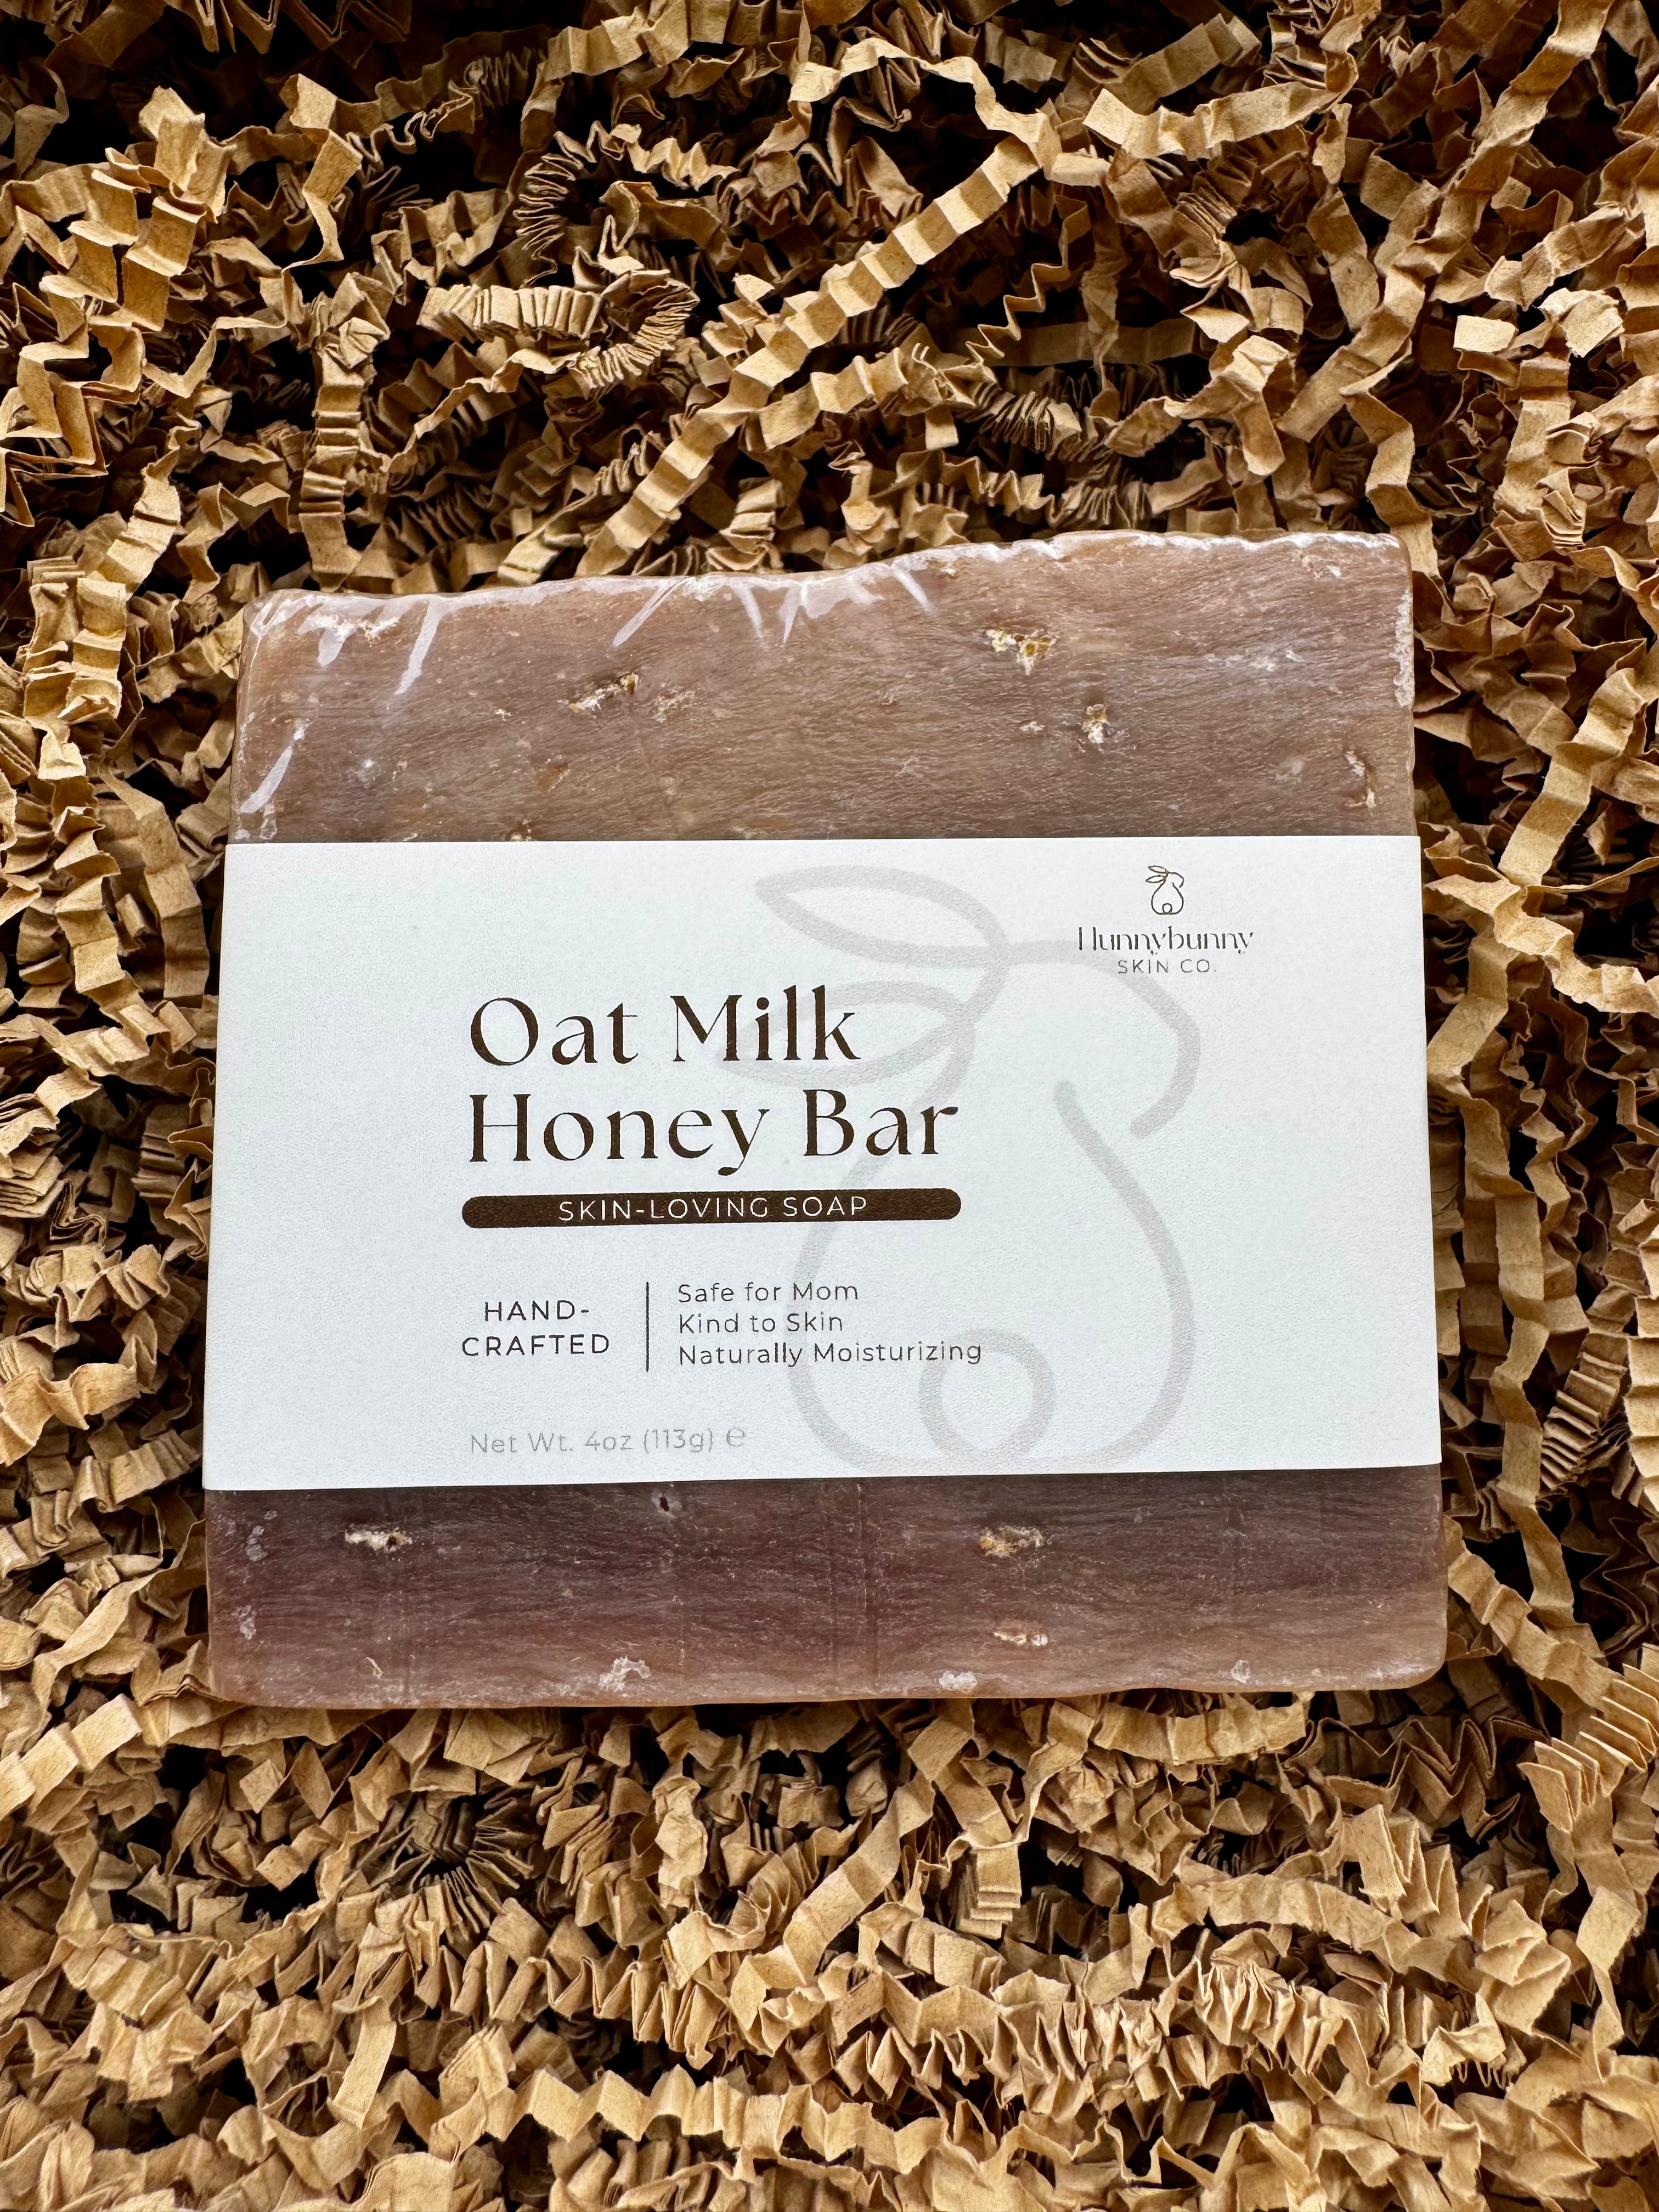 Hunnybunny
SKIN CO.
Oat Milk
Honey Bar
SKIN-LOVING SOAP
HAND-
CRAFTED
Safe for Mom
Kind to Skin
Naturally Moisturizing
Net Wt. 4oz (113g) ℮